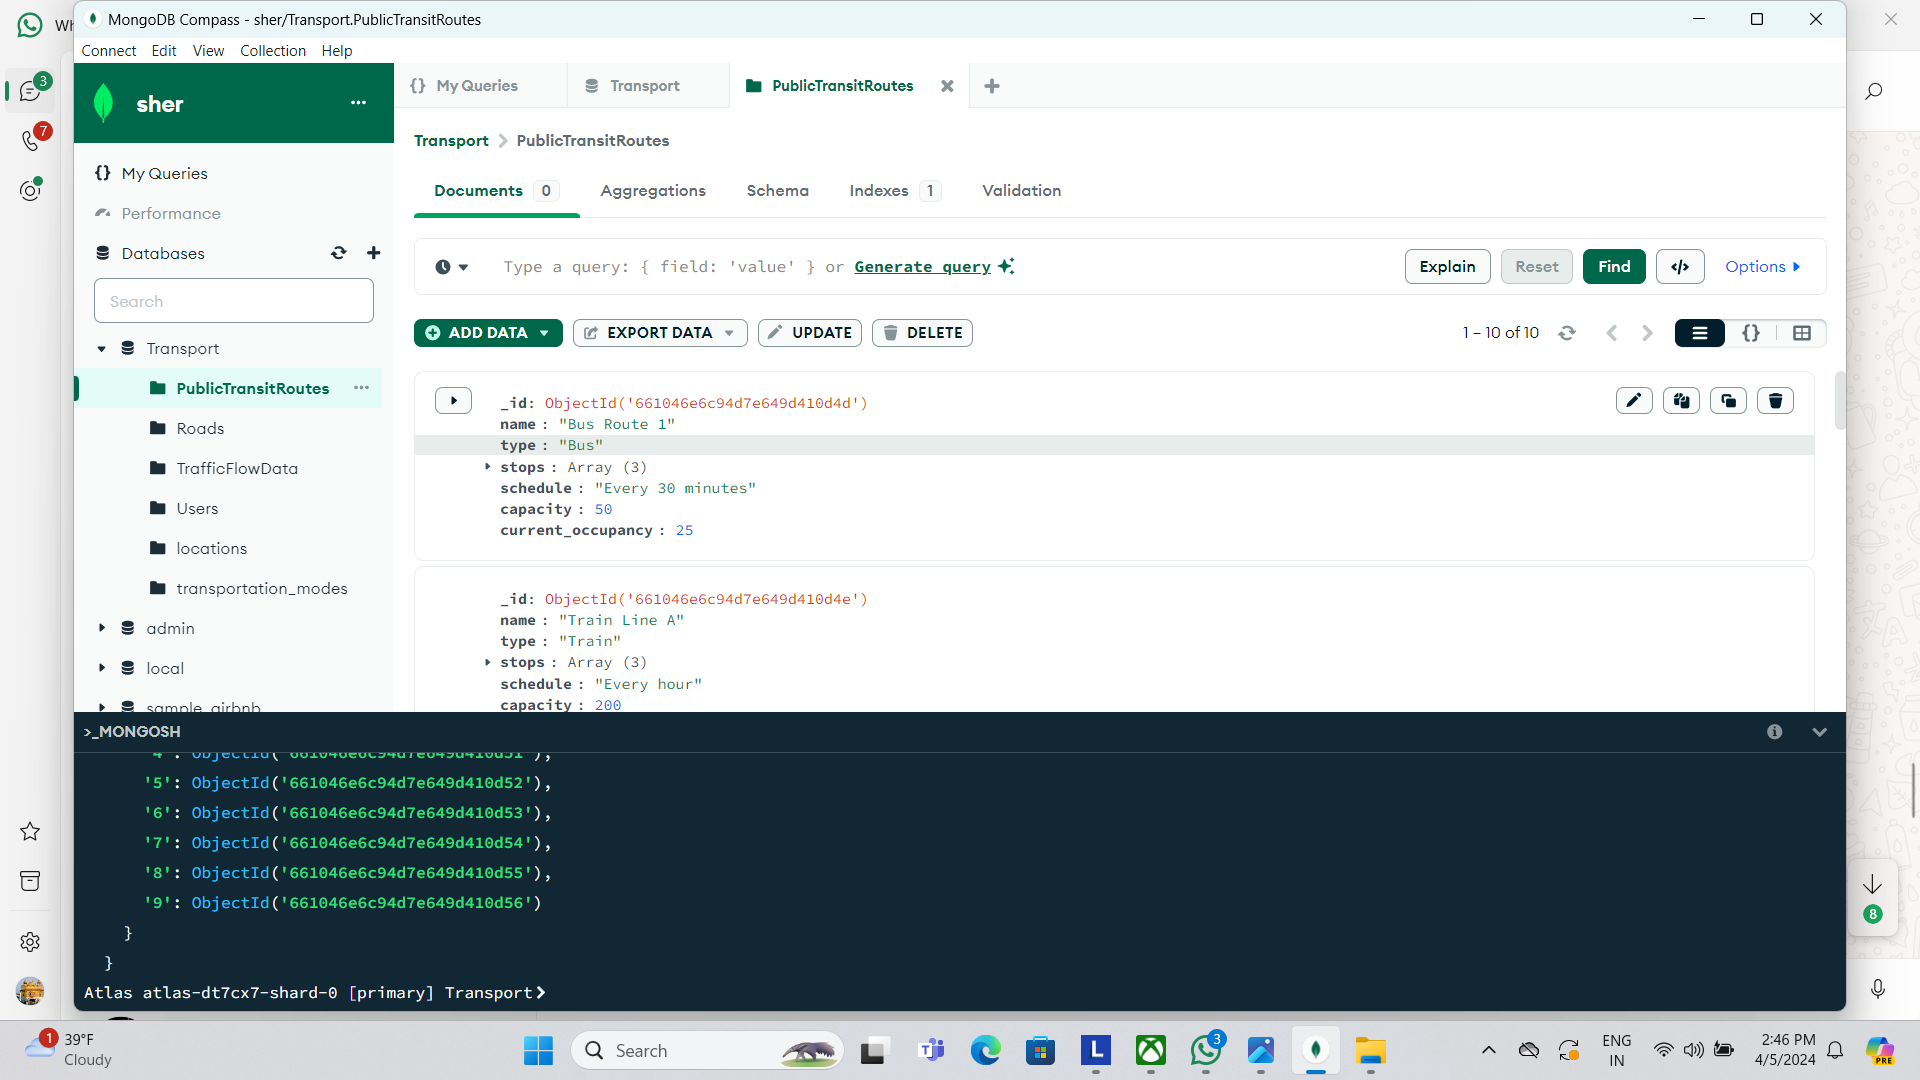 MongoDB Compass - sher/Transport.PublicTransitRoutes
Connect Edit View Collection Help
sher
My Queries
Performance
Databases
Search
Transport
PublicTransitRoutes
Roads
TrafficFlowData
Users
locations
transportation_modes
admin
local
sample_airbnb
{} My Queries
Transport
PublicTransitRoutes
Transport > PublicTransitRoutes
Documents 0 Aggregations Schema Indexes 1 Validation
Type a query: { field: 'value' } or Generate query
Explain Reset Find </> Options
ADD DATA EXPORT DATA UPDATE DELETE
1 – 10 of 10
_id: ObjectId('661046e6c94d7e649d410d4d')
name : "Bus Route 1"
type : "Bus"
stops : Array (3)
schedule : "Every 30 minutes"
capacity : 50
current_occupancy : 25
_id: ObjectId('661046e6c94d7e649d410d4e')
name : "Train Line A"
type : "Train"
stops : Array (3)
schedule : "Every hour"
capacity : 200
>_MONGOSH
'4': ObjectId('661046e6c94d7e649d410d51'),
'5': ObjectId('661046e6c94d7e649d410d52'),
'6': ObjectId('661046e6c94d7e649d410d53'),
'7': ObjectId('661046e6c94d7e649d410d54'),
'8': ObjectId('661046e6c94d7e649d410d55'),
'9': ObjectId('661046e6c94d7e649d410d56')
}
}
Atlas atlas-dt7cx7-shard-0 [primary] Transport>
3
7
8
1
39°F
Cloudy
Search
L
3
ENG
IN
2:46 PM
4/5/2024
PRE